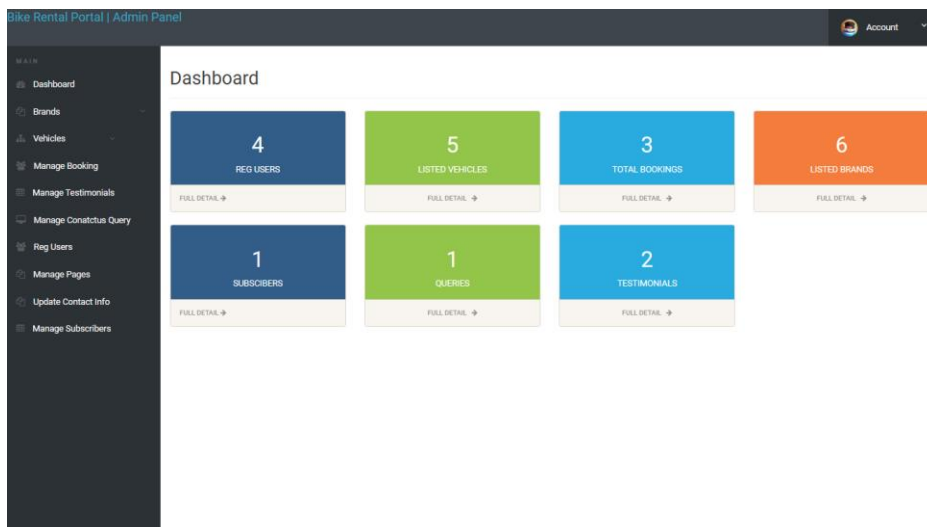 Bike Rental Portal | Admin Panel
Account
MAIN
Dashboard
Brands
Vehicles
Manage Booking
Manage Testimonials
Manage Conatctus Query
Reg Users
Manage Pages
Update Contact Info
Manage Subscribers
Dashboard
4
REG USERS
FULL DETAIL
5
LISTED VEHICLES
FULL DETAIL
3
TOTAL BOOKINGS
FULL DETAIL
6
LISTED BRANDS
FULL DETAIL
1
SUBSCIBERS
FULL DETAIL
1
QUERIES
FULL DETAIL
2
TESTIMONIALS
FULL DETAIL